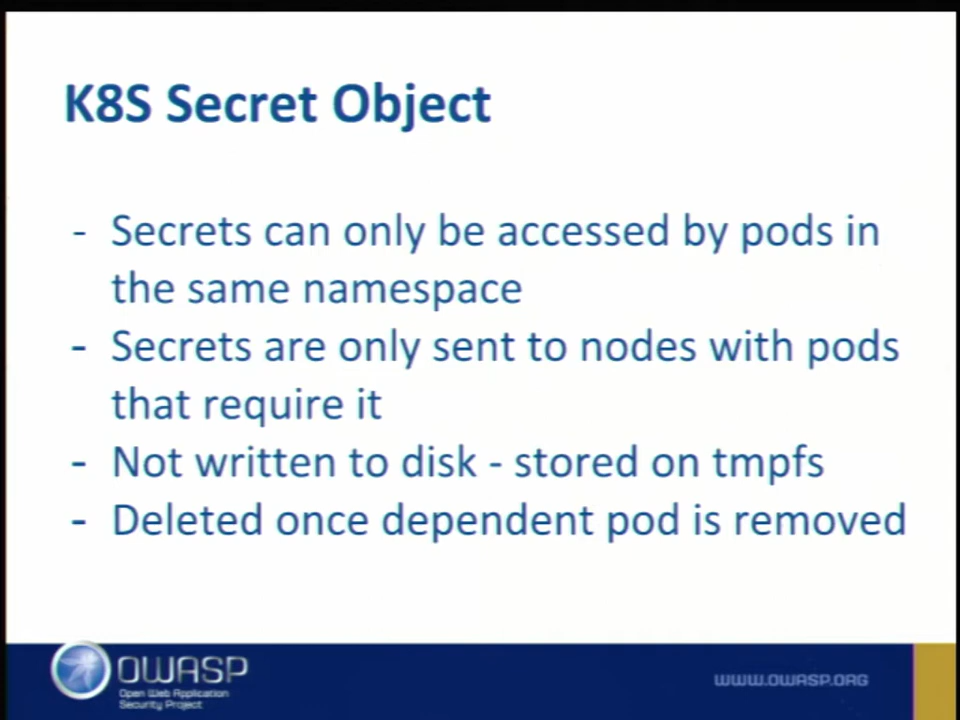 K8S Secret Object
- Secrets can only be accessed by pods in
the same namespace
- Secrets are only sent to nodes with pods
that require it
- Not written to disk - stored on tmpfs
- Deleted once dependent pod is removed
OWASP
Open Web Application
Security Project
WWW.OWASP.ORG